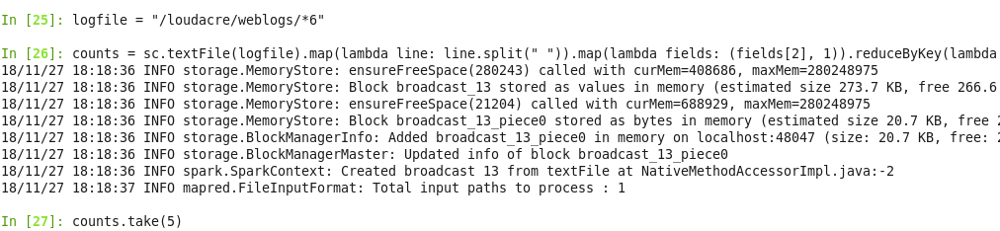 In [25]: logfile = "/loudacre/weblogs/*6"
In [26]: counts = sc.textFile(logfile).map(lambda line: line.split(" ")).map(lambda fields: (fields[2], 1)).reduceByKey(lambda
18/11/27 18:18:36 INFO storage.MemoryStore: ensureFreeSpace(280243) called with curMem=408686, maxMem=280248975
18/11/27 18:18:36 INFO storage.MemoryStore: Block broadcast_13 stored as values in memory (estimated size 273.7 KB, free 266.6
18/11/27 18:18:36 INFO storage.MemoryStore: ensureFreeSpace(21204) called with curMem=688929, maxMem=280248975
18/11/27 18:18:36 INFO storage.MemoryStore: Block broadcast_13_piece0 stored as bytes in memory (estimated size 20.7 KB, free 2
18/11/27 18:18:36 INFO storage.BlockManagerInfo: Added broadcast_13_piece0 in memory on localhost:48047 (size: 20.7 KB, free: 2
18/11/27 18:18:36 INFO storage.BlockManagerMaster: Updated info of block broadcast_13_piece0
18/11/27 18:18:36 INFO spark.SparkContext: Created broadcast 13 from textFile at NativeMethodAccessorImpl.java:-2
18/11/27 18:18:37 INFO mapred.FileInputFormat: Total input paths to process : 1
In [27]: counts.take(5)